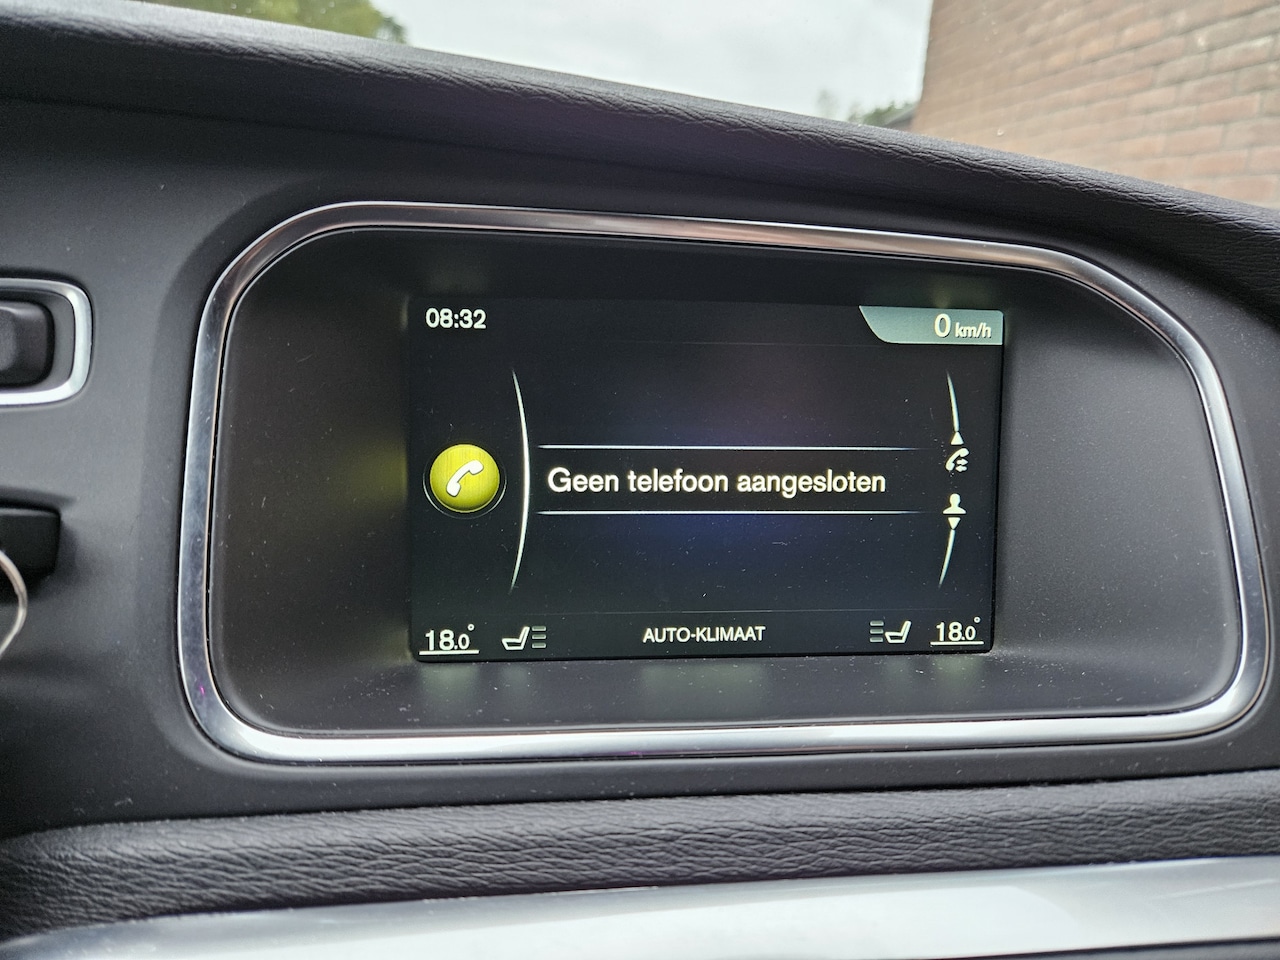 08:32
0 km/h
Geen telefoon aangesloten
18.0° AUTO-KLIMAAT 18.0°